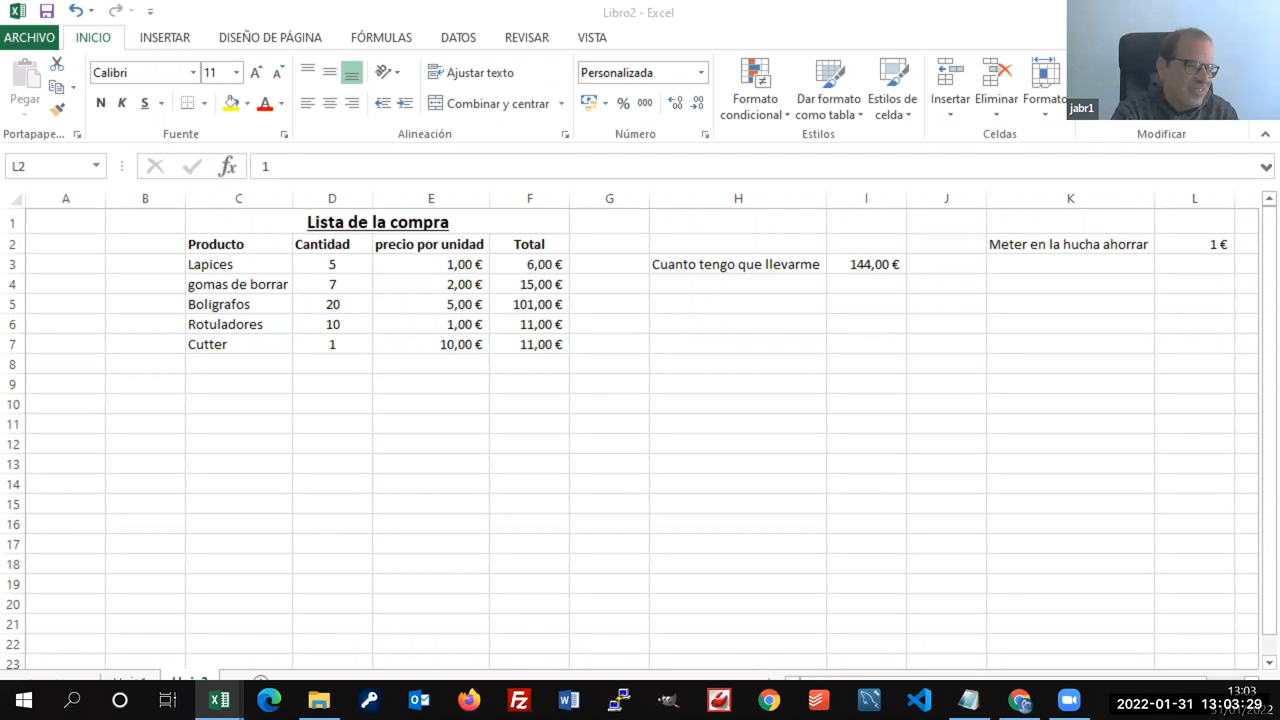 Libro2 - Excel
ARCHIVO INICIO INSERTAR DISEÑO DE PÁGINA FÓRMULAS DATOS REVISAR VISTA
Pegar
Calibri 11
N K S
Ajustar texto
Combinar y centrar
Personalizada
% 000
Formato condicional
Dar formato como tabla
Estilos de celda
Insertar
Eliminar
Formato
jabr1
Portapape... Fuente Alineación Número Estilos Celdas Modificar
L2 fx 1
A B C D E F G H I J K L
1 Lista de la compra
2 Producto Cantidad precio por unidad Total Meter en la hucha ahorrar 1 €
3 Lapices 5 1,00 € 6,00 € Cuanto tengo que llevarme 144,00 €
4 gomas de borrar 7 2,00 € 15,00 €
5 Boligrafos 20 5,00 € 101,00 €
6 Rotuladores 10 1,00 € 11,00 €
7 Cutter 1 10,00 € 11,00 €
8
9
10
11
12
13
14
15
16
17
18
19
20
21
22
23
13:03
2022-01-31 13:03:29